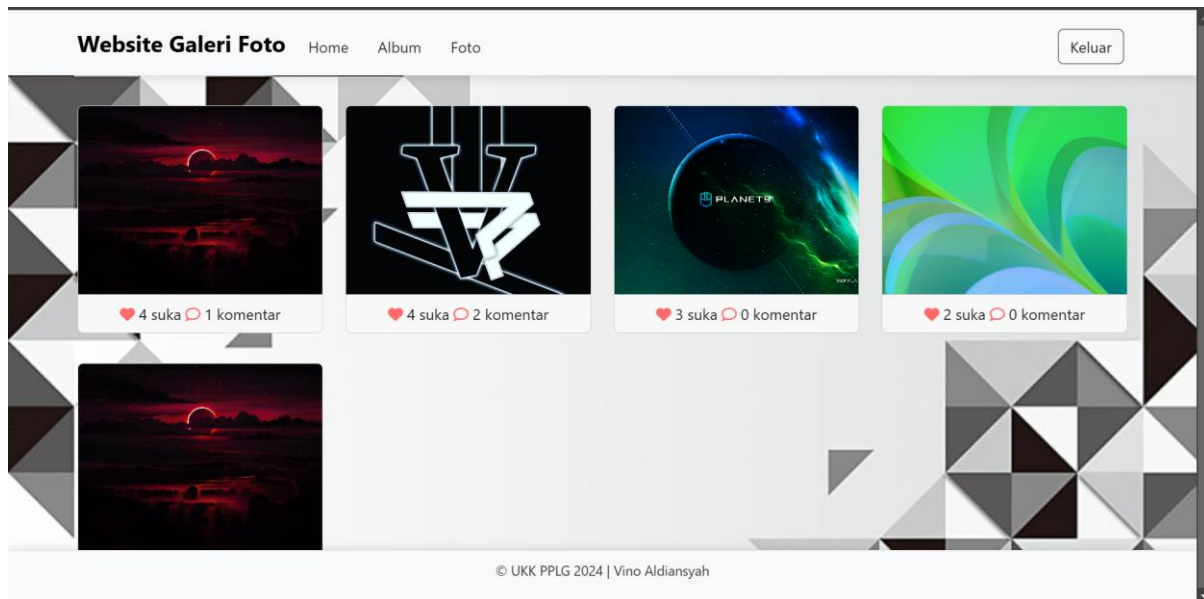 Website Galeri Foto Home Album Foto Keluar
PLANET9
4 suka 1 komentar
4 suka 2 komentar
3 suka 0 komentar
2 suka 0 komentar
© UKK PPLG 2024 | Vino Aldiansyah